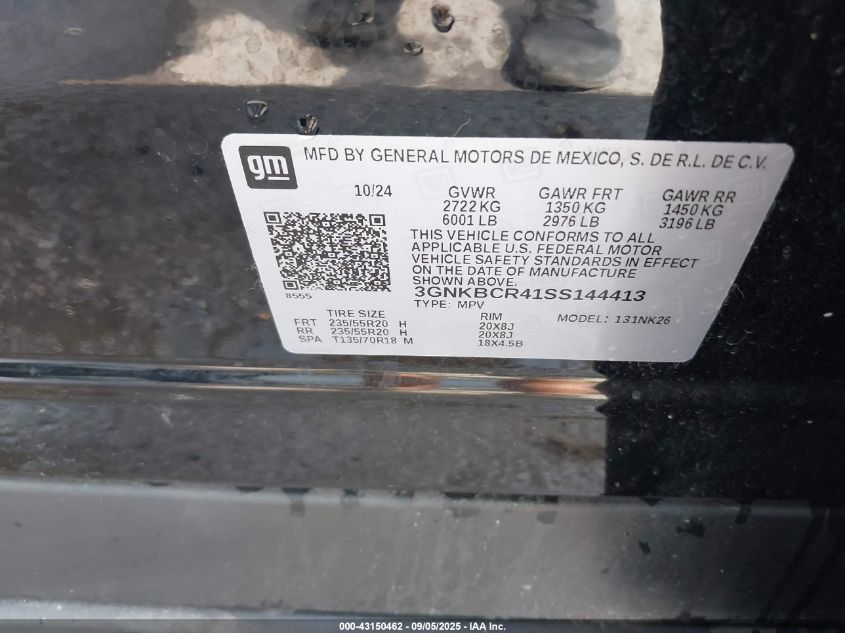 gm
MFD BY GENERAL MOTORS DE MEXICO, S. DE R.L. DE C.V.
10/24 GVWR GAWR FRT GAWR RR
2722 KG 1350 KG 1450 KG
6001 LB 2976 LB 3196 LB
THIS VEHICLE CONFORMS TO ALL
APPLICABLE U.S. FEDERAL MOTOR
VEHICLE SAFETY STANDARDS IN EFFECT
ON THE DATE OF MANUFACTURE
SHOWN ABOVE.
8555
3GNKBCR41SS144413
TYPE: MPV
TIRE SIZE RIM MODEL: 131NK26
FRT 235/55R20 H 20X8J
RR 235/55R20 H 20X8J
SPA T135/70R18 M 18X4.5B
000-43150462 - 09/05/2025 - IAA Inc.